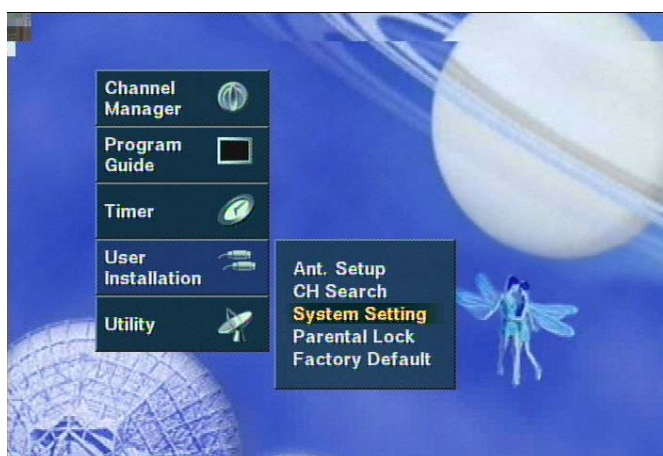 Channel
Manager
Program
Guide
Timer
User
Installation
Utility
Ant. Setup
CH Search
System Setting
Parental Lock
Factory Default